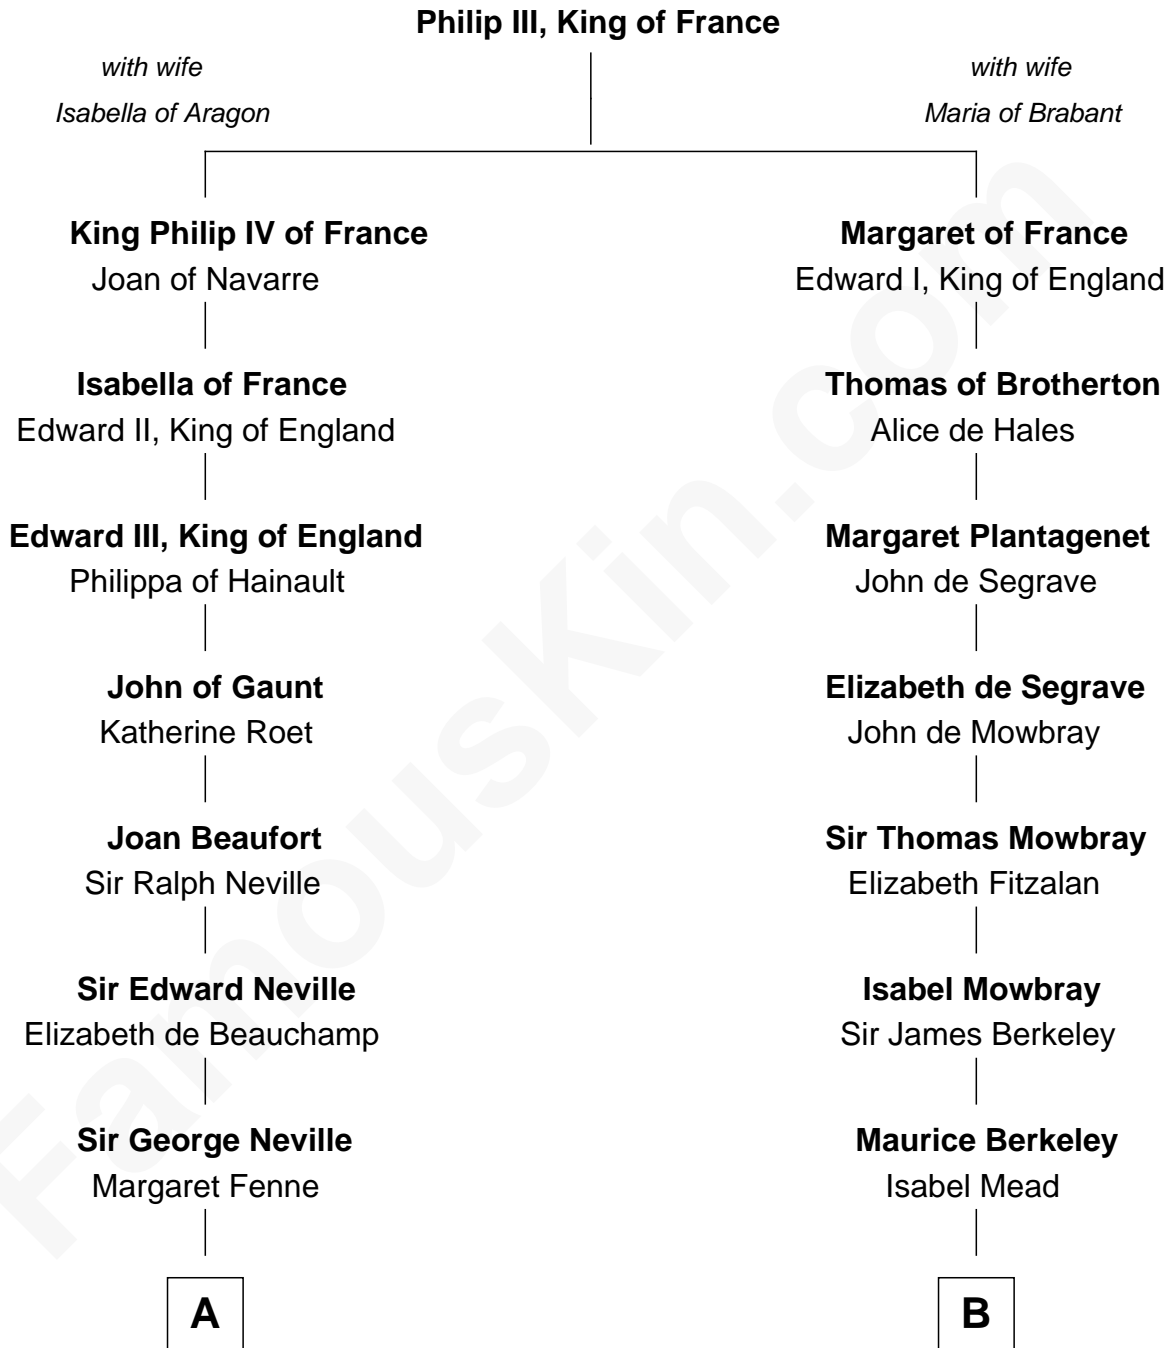 Philip III, King of France
with wife
Isabella of Aragon
with wife
Maria of Brabant
King Philip IV of France
Joan of Navarre
Margaret of France
Edward I, King of England
Isabella of France
Edward II, King of England
Thomas of Brotherton
Alice de Hales
Edward III, King of England
Philippa of Hainault
Margaret Plantagenet
John de Segrave
John of Gaunt
Katherine Roet
Elizabeth de Segrave
John de Mowbray
Joan Beaufort
Sir Ralph Neville
Sir Thomas Mowbray
Elizabeth Fitzalan
Sir Edward Neville
Elizabeth de Beauchamp
Isabel Mowbray
Sir James Berkeley
Sir George Neville
Margaret Fenne
Maurice Berkeley
Isabel Mead
A
B
FamousKin.com